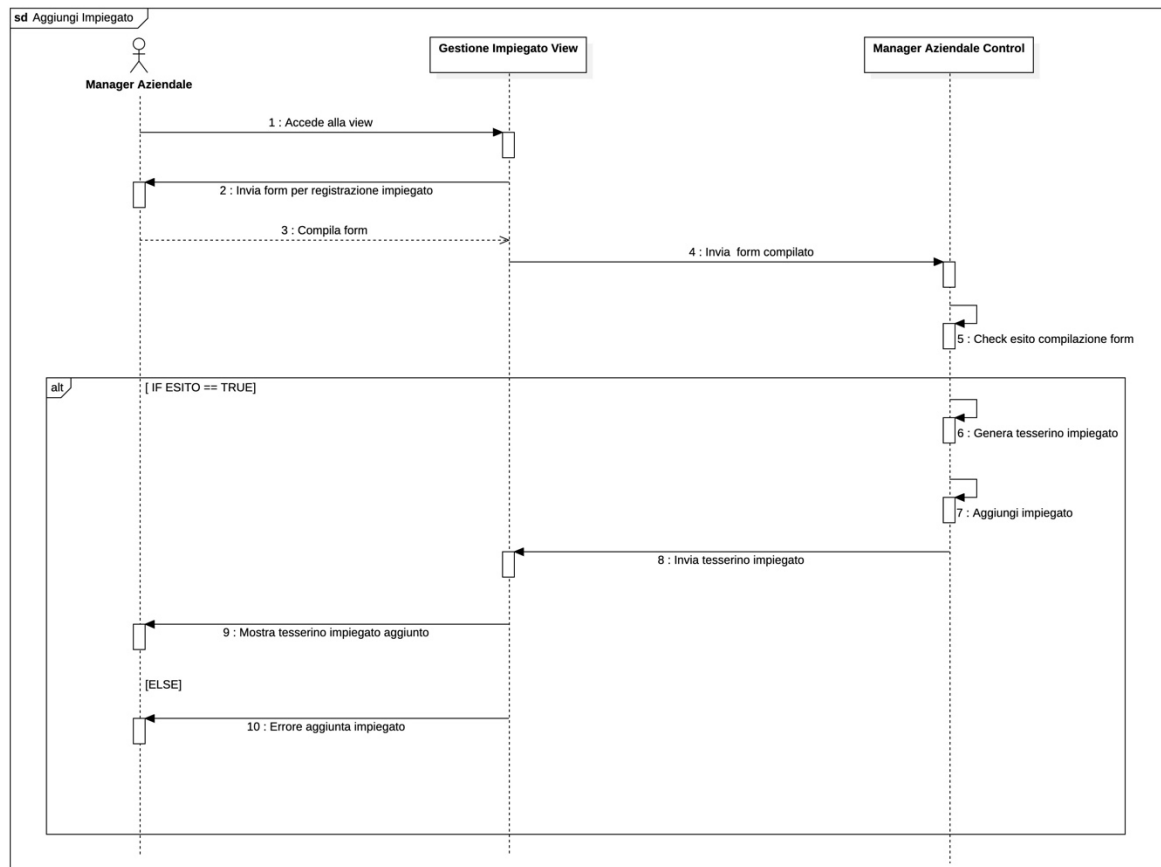 sd Aggiungi Impiegato
Manager Aziendale
Gestione Impiegato View
Manager Aziendale Control
1 : Accede alla view
2 : Invia form per registrazione impiegato
3 : Compila form
4 : Invia  form compilato
5 : Check esito compilazione form
alt
[ IF ESITO == TRUE]
6 : Genera tesserino impiegato
7 : Aggiungi impiegato
8 : Invia tesserino impiegato
9 : Mostra tesserino impiegato aggiunto
[ELSE]
10 : Errore aggiunta impiegato